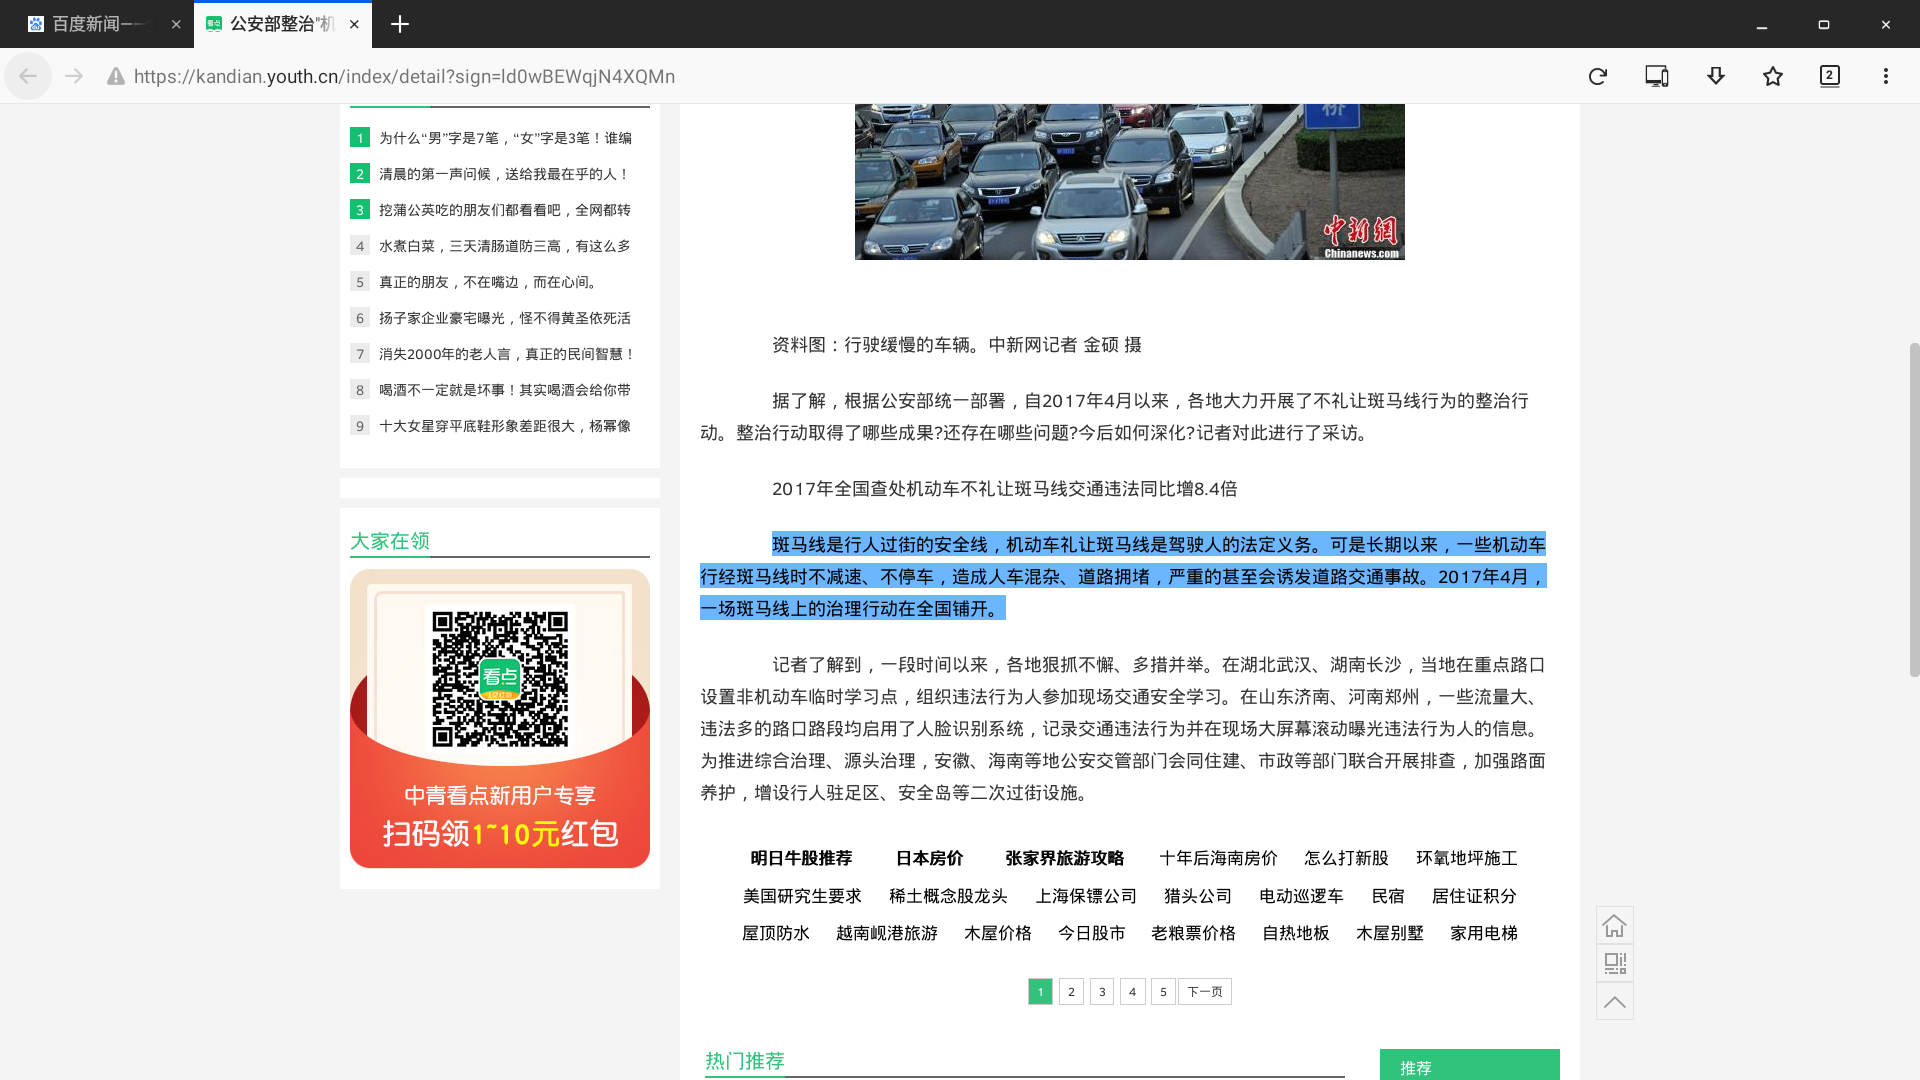 百度新闻——
公安部整治"机
https://kandian.youth.cn/index/detail?sign=ld0wBEWqjN4XQMn
2
1 为什么“男”字是7笔，“女”字是3笔！谁编
2 清晨的第一声问候，送给我最在乎的人！
3 挖蒲公英吃的朋友们都看看吧，全网都转
4 水煮白菜，三天清肠道防三高，有这么多
5 真正的朋友，不在嘴边，而在心间。
6 扬子家企业豪宅曝光，怪不得黄圣依死活
7 消失2000年的老人言，真正的民间智慧！
8 喝酒不一定就是坏事！其实喝酒会给你带
9 十大女星穿平底鞋形象差距很大，杨幂像
大家在领
看点
中青看点新用户专享
扫码领1~10元红包
桥
中新網
Chinanews.com
资料图：行驶缓慢的车辆。中新网记者 金硕 摄
据了解，根据公安部统一部署，自2017年4月以来，各地大力开展了不礼让斑马线行为的整治行
动。整治行动取得了哪些成果?还存在哪些问题?今后如何深化?记者对此进行了采访。
2017年全国查处机动车不礼让斑马线交通违法同比增8.4倍
斑马线是行人过街的安全线，机动车礼让斑马线是驾驶人的法定义务。可是长期以来，一些机动车
行经斑马线时不减速、不停车，造成人车混杂、道路拥堵，严重的甚至会诱发道路交通事故。2017年4月，
一场斑马线上的治理行动在全国铺开。
记者了解到，一段时间以来，各地狠抓不懈、多措并举。在湖北武汉、湖南长沙，当地在重点路口
设置非机动车临时学习点，组织违法行为人参加现场交通安全学习。在山东济南、河南郑州，一些流量大、
违法多的路口路段均启用了人脸识别系统，记录交通违法行为并在现场大屏幕滚动曝光违法行为人的信息。
为推进综合治理、源头治理，安徽、海南等地公安交管部门会同住建、市政等部门联合开展排查，加强路面
养护，增设行人驻足区、安全岛等二次过街设施。
明日牛股推荐 日本房价 张家界旅游攻略 十年后海南房价 怎么打新股 环氧地坪施工
美国研究生要求 稀土概念股龙头 上海保镖公司 猎头公司 电动巡逻车 民宿 居住证积分
屋顶防水 越南岘港旅游 木屋价格 今日股市 老粮票价格 自热地板 木屋别墅 家用电梯
1 2 3 4 5 下一页
热门推荐
推荐